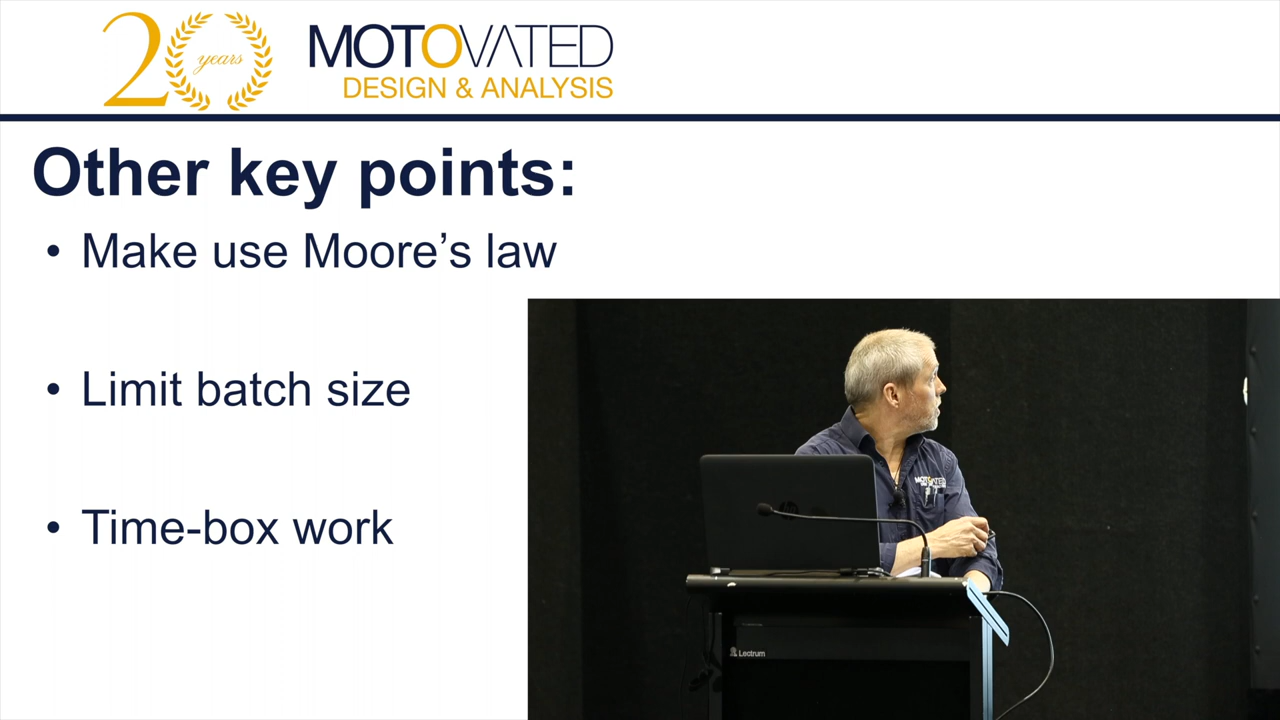 20 years
MOTOVATED
DESIGN & ANALYSIS
Other key points:
• Make use Moore’s law
• Limit batch size
• Time-box work
MOTOVATED
Lectrum